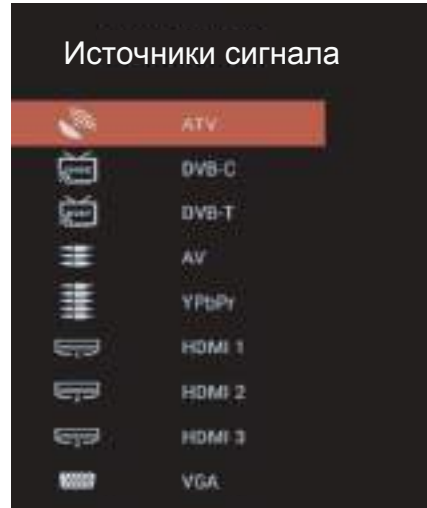 Источники сигнала
ATV
DVB-C
DVB-T
AV
YPbPr
HDMI 1
HDMI 2
HDMI 3
VGA